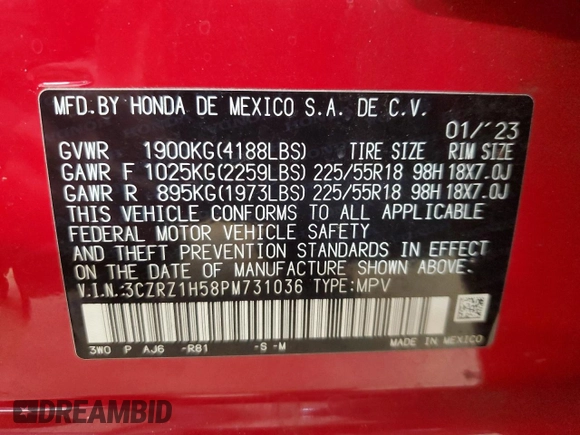 MFD. BY HONDA DE MEXICO S.A. DE C.V.
01/'23
GVWR 1900KG(4188LBS) TIRE SIZE RIM SIZE
GAWR F 1025KG(2259LBS) 225/55R18 98H 18X7.0J
GAWR R 895KG(1973LBS) 225/55R18 98H 18X7.0J
THIS VEHICLE CONFORMS TO ALL APPLICABLE
FEDERAL MOTOR VEHICLE SAFETY
AND THEFT PREVENTION STANDARDS IN EFFECT
ON THE DATE OF MANUFACTURE SHOWN ABOVE.
V.I.N.:3CZRZ1H58PM731036 TYPE:MPV
3W0 P AJ6 -R81 -S -M MADE IN MEXICO
DREAMBID